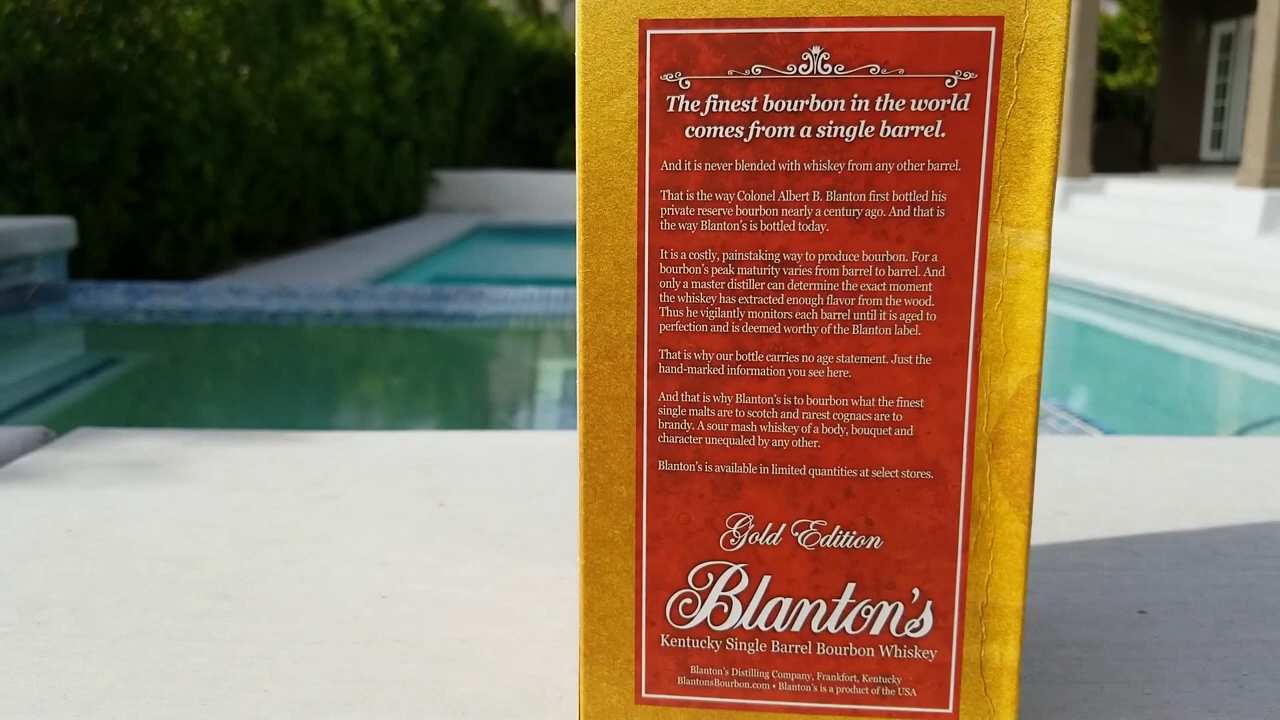 The finest bourbon in the world
comes from a single barrel.
And it is never blended with whiskey from any other barrel.
That is the way Colonel Albert B. Blanton first bottled his
private reserve bourbon nearly a century ago. And that is
the way Blanton's is bottled today.
It is a costly, painstaking way to produce bourbon. For a
bourbon's peak maturity varies from barrel to barrel. And
only a master distiller can determine the exact moment
the whiskey has extracted enough flavor from the wood.
Thus he vigilantly monitors each barrel until it is aged to
perfection and is deemed worthy of the Blanton label.
That is why our bottle carries no age statement. Just the
hand-marked information you see here.
And that is why Blanton's is to bourbon what the finest
single malts are to scotch and rarest cognacs are to
brandy. A sour mash whiskey of a body, bouquet and
character unequaled by any other.
Blanton's is available in limited quantities at select stores.
Gold Edition
Blanton's
Kentucky Single Barrel Bourbon Whiskey
Blanton's Distilling Company, Frankfort, Kentucky
BlantonsBourbon.com • Blanton's is a product of the USA